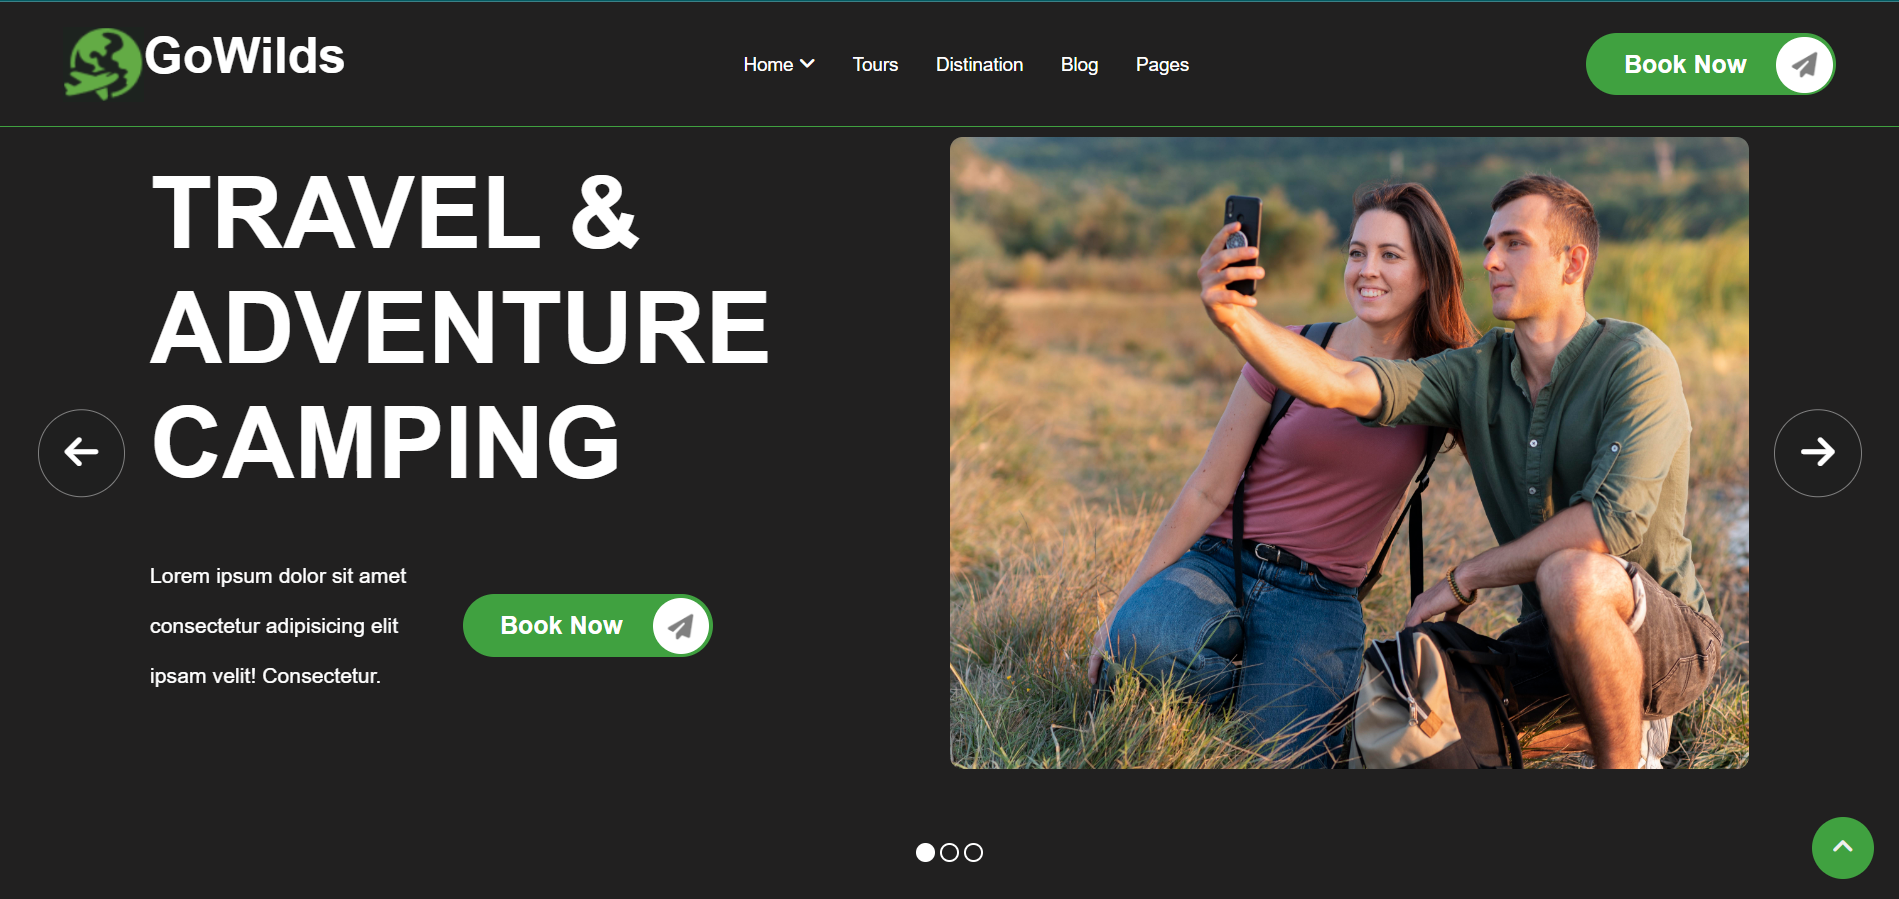 GoWilds
Home
Tours
Distination
Blog
Pages
Book Now
TRAVEL &
ADVENTURE
CAMPING
Lorem ipsum dolor sit amet
consectetur adipisicing elit
ipsam velit! Consectetur.
Book Now